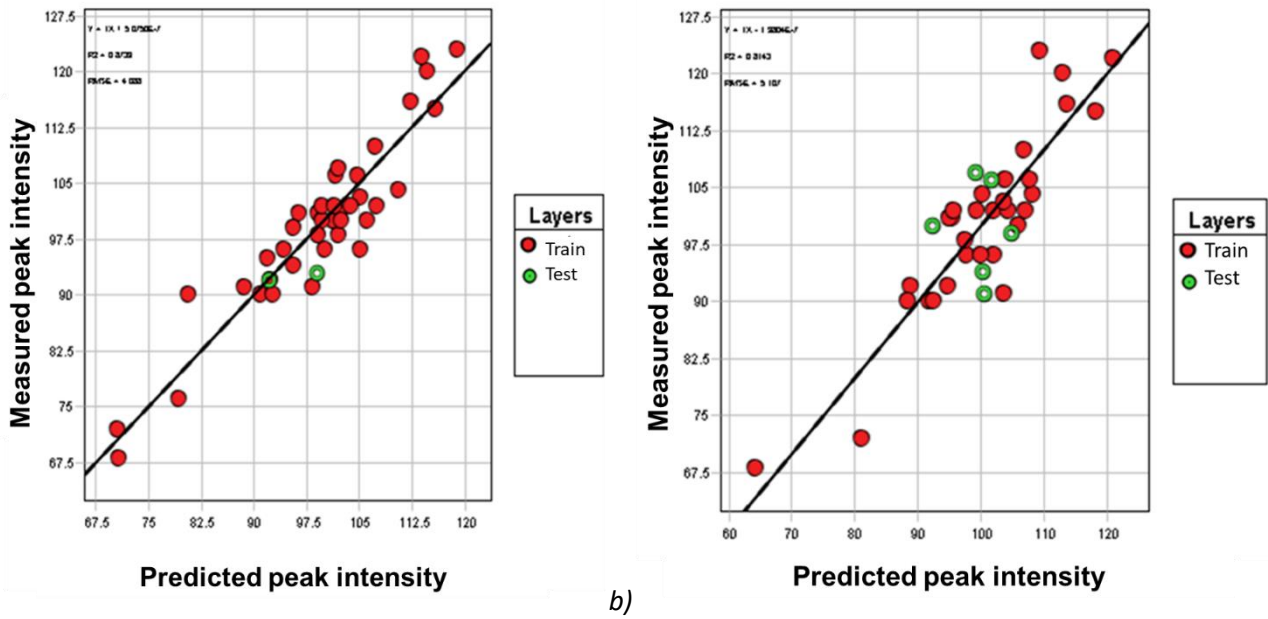 127.5
120
112.5
105
97.5
90
82.5
75
67.5
67.5 75 82.5 90 97.5 105 112.5 120
Measured peak intensity
Predicted peak intensity
Layers
Train
Test
b)
127.5
120
112.5
105
97.5
90
82.5
75
67.5
60 70 80 90 100 110 120
Measured peak intensity
Predicted peak intensity
Layers
Train
Test